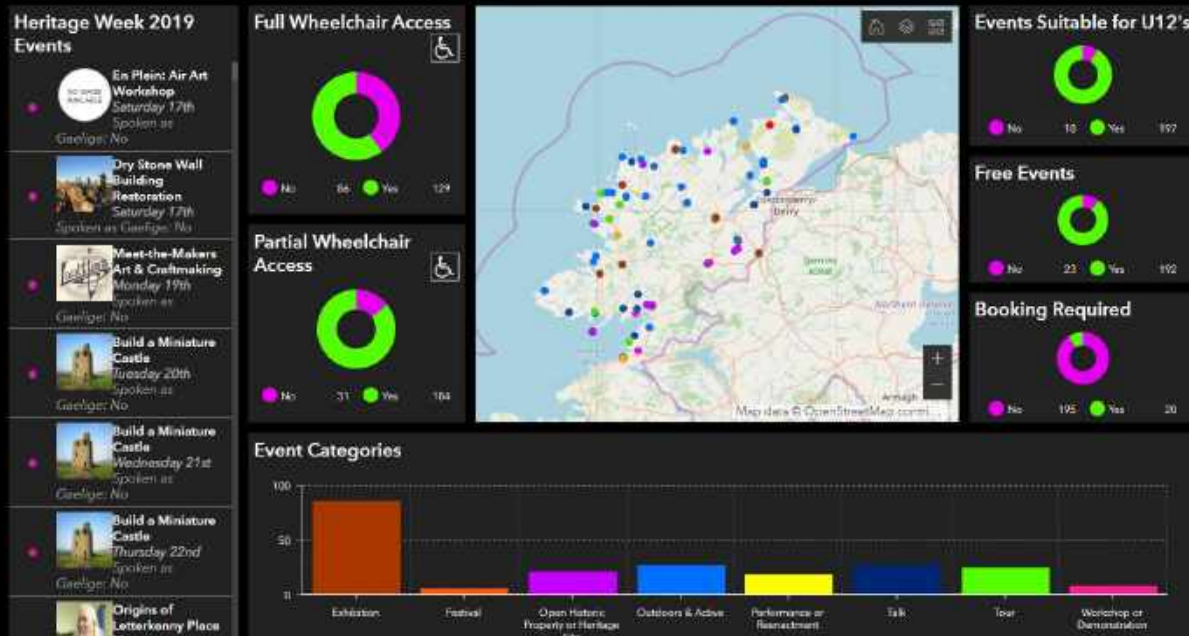 Heritage Week 2019
Events
En Plein: Air Art
Workshop
Saturday 17th
Spoken as
Gaeilge: No
Dry Stone Wall
Building
Restoration
Saturday 17th
Spoken as Gaeilge: No
Meet-the-Makers
Art & Craftmaking
Monday 19th
Spoken as
Gaeilge: No
Build a Miniature
Castle
Tuesday 20th
Spoken as
Gaeilge: No
Build a Miniature
Castle
Wednesday 21st
Spoken as
Gaeilge: No
Build a Miniature
Castle
Thursday 22nd
Spoken as
Gaeilge: No
Origins of
Letterkenny Place
Full Wheelchair Access
No 86 Yes 129
Partial Wheelchair
Access
No 31 Yes 184
Derry
Northern Ireland
Armagh
+
−
Map data © OpenStreetMap contri
Events Suitable for U12's
No 18 Yes 197
Free Events
No 23 Yes 192
Booking Required
No 195 Yes 20
Event Categories
100
50
0
Exhibition
Festival
Open Historic
Property or Heritage
Outdoors & Active
Performance or
Reenactment
Talk
Tour
Workshop or
Demonstration